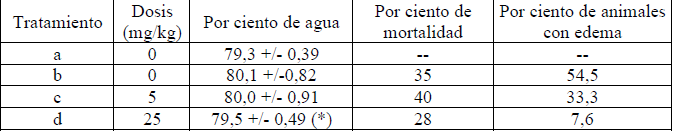 Tratamiento Dosis (mg/kg) Por ciento de agua Por ciento de mortalidad Por ciento de animales con edema
a 0 79,3 +/- 0,39 -- --
b 0 80,1 +/-0,82 35 54,5
c 5 80,0 +/- 0,91 40 33,3
d 25 79,5 +/- 0,49 (*) 28 7,6